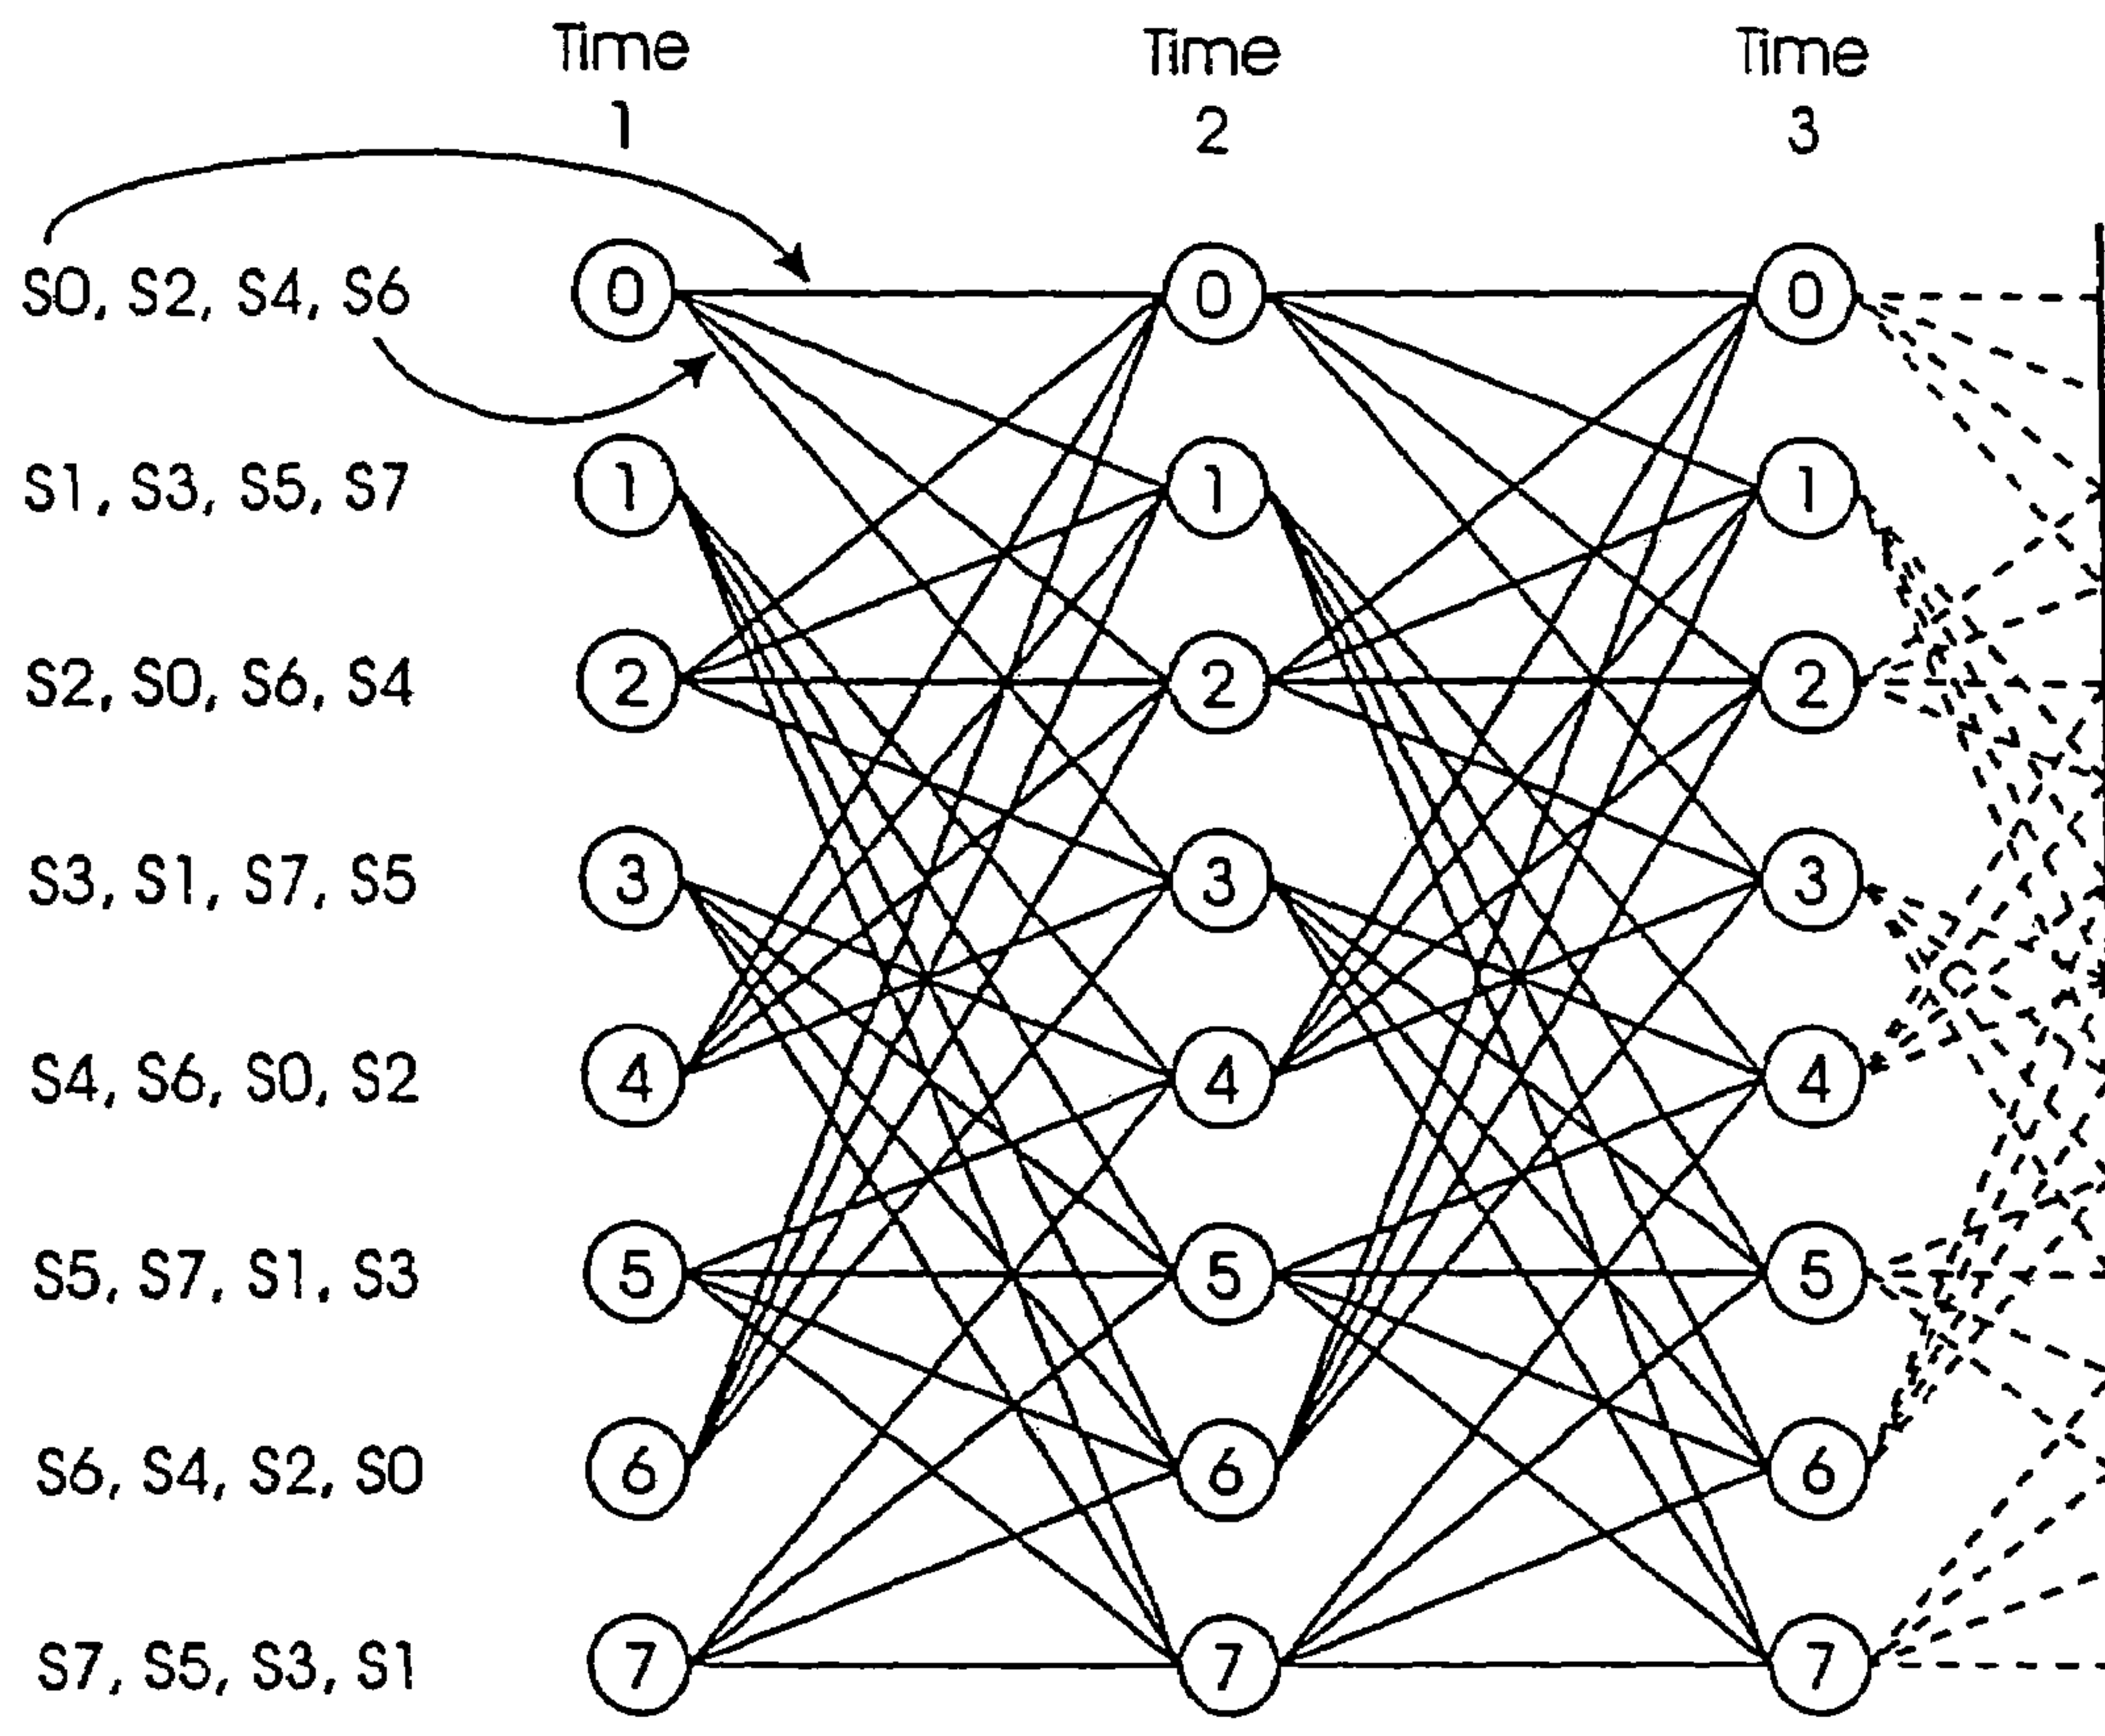 Time Time Time
1 2 3
S0, S2, S4, S6 0 0 0
S1, S3, S5, S7 1 1 1
S2, S0, S6, S4 2 2 2
S3, S1, S7, S5 3 3 3
S4, S6, S0, S2 4 4 4
S5, S7, S1, S3 5 5 5
S6, S4, S2, S0 6 6 6
S7, S5, S3, S1 7 7 7